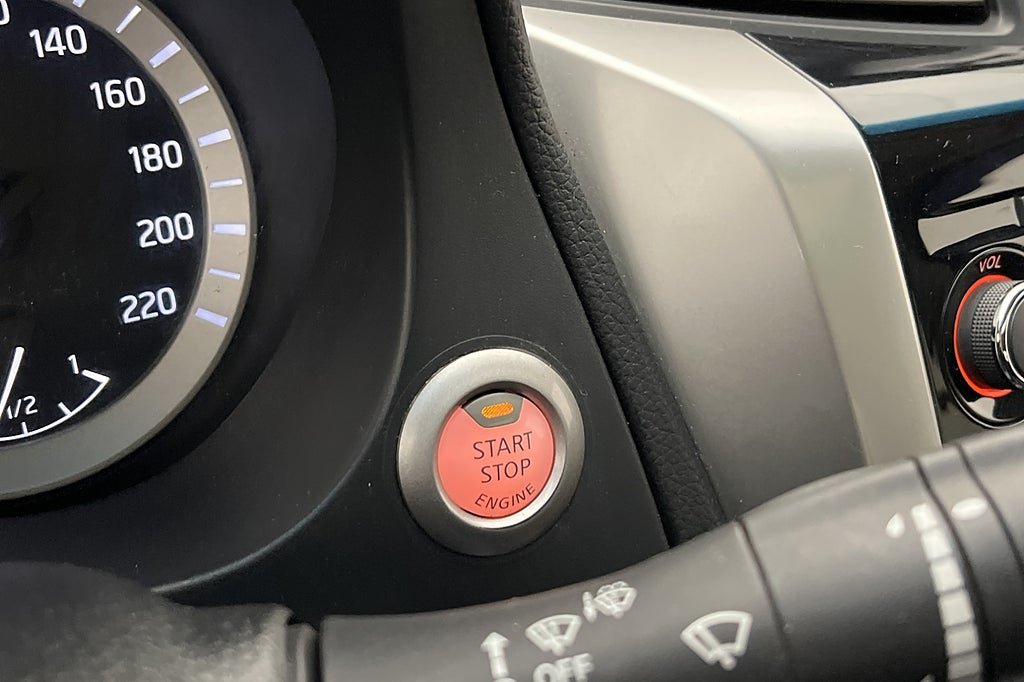 140
160
180
200
220
1
1/2
VOL
START
STOP
ENGINE
OFF